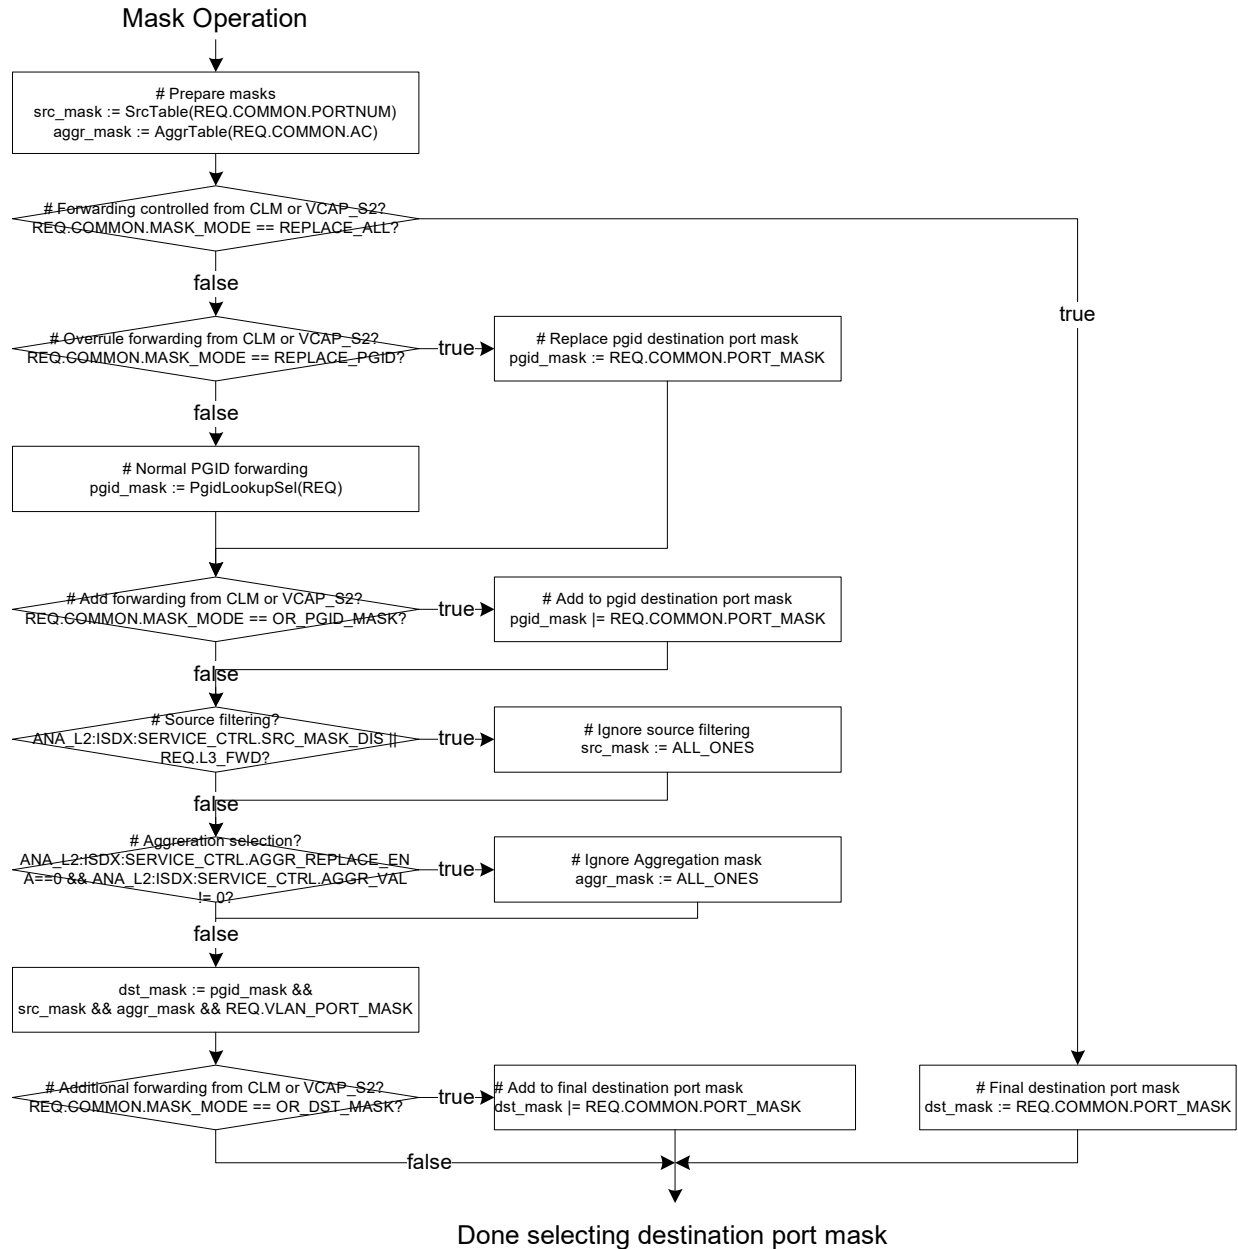 Mask Operation
# Prepare masks
src_mask := SrcTable(REQ.COMMON.PORTNUM)
aggr_mask := AggrTable(REQ.COMMON.AC)
# Forwarding controlled from CLM or VCAP_S2?
REQ.COMMON.MASK_MODE == REPLACE_ALL?
false
true
# Overrule forwarding from CLM or VCAP_S2?
REQ.COMMON.MASK_MODE == REPLACE_PGID?
true
# Replace pgid destination port mask
pgid_mask := REQ.COMMON.PORT_MASK
false
# Normal PGID forwarding
pgid_mask := PgidLookupSel(REQ)
# Add forwarding from CLM or VCAP_S2?
REQ.COMMON.MASK_MODE == OR_PGID_MASK?
true
# Add to pgid destination port mask
pgid_mask |= REQ.COMMON.PORT_MASK
false
# Source filtering?
ANA_L2:ISDX:SERVICE_CTRL.SRC_MASK_DIS ||
REQ.L3_FWD?
true
# Ignore source filtering
src_mask := ALL_ONES
false
# Aggreration selection?
ANA_L2:ISDX:SERVICE_CTRL.AGGR_REPLACE_EN
A==0 && ANA_L2:ISDX:SERVICE_CTRL.AGGR_VAL
!= 0?
true
# Ignore Aggregation mask
aggr_mask := ALL_ONES
false
dst_mask := pgid_mask &&
src_mask && aggr_mask && REQ.VLAN_PORT_MASK
# Additional forwarding from CLM or VCAP_S2?
REQ.COMMON.MASK_MODE == OR_DST_MASK?
true
# Add to final destination port mask
dst_mask |= REQ.COMMON.PORT_MASK
# Final destination port mask
dst_mask := REQ.COMMON.PORT_MASK
false
Done selecting destination port mask